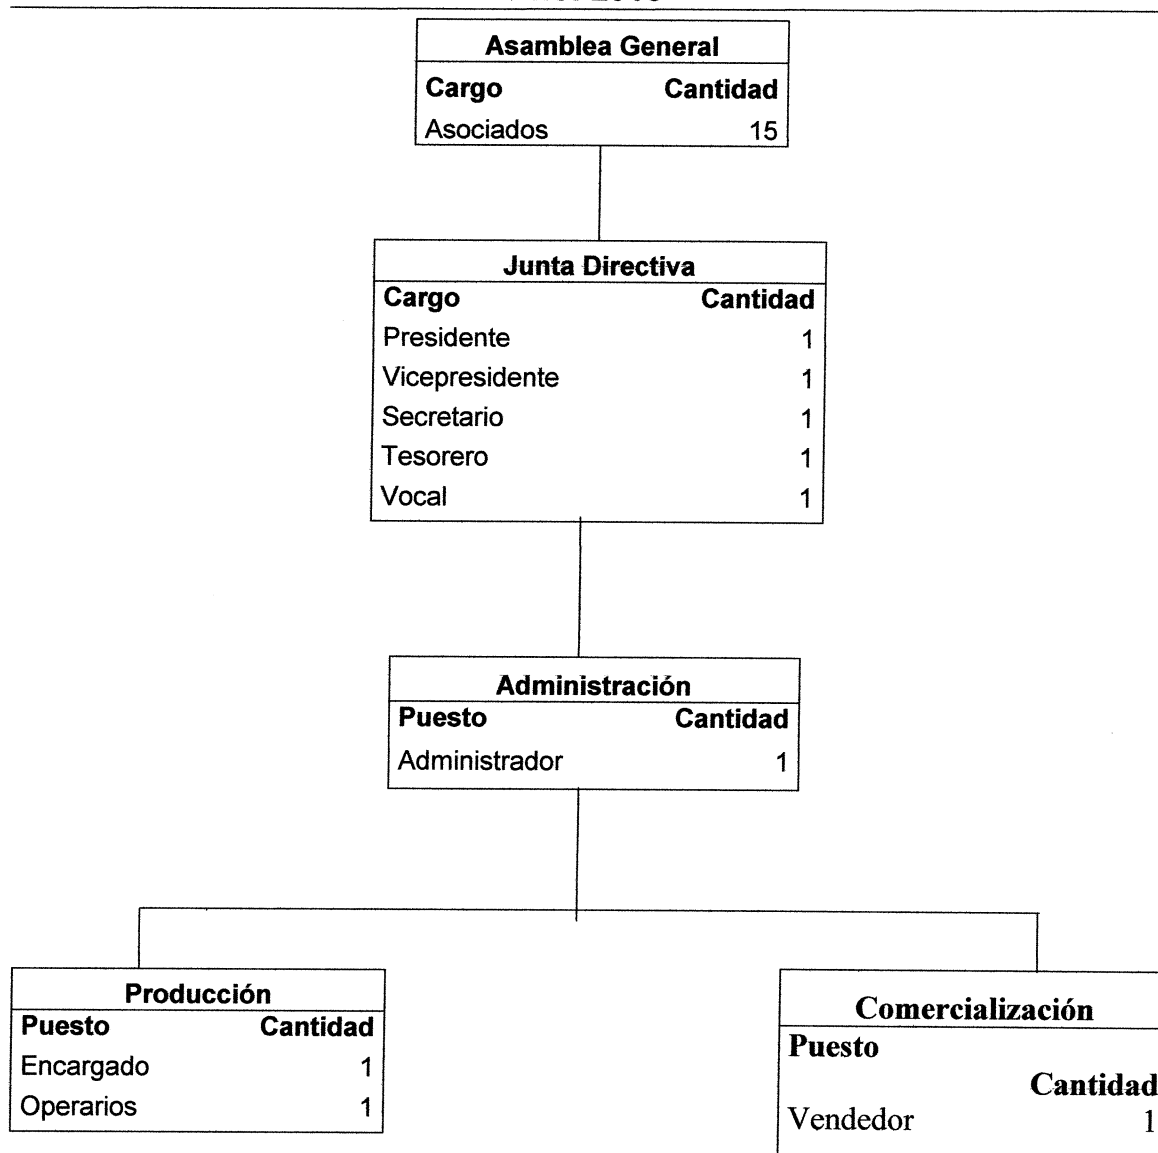 Asamblea General
Cargo Cantidad
Asociados 15
Junta Directiva
Cargo Cantidad
Presidente 1
Vicepresidente 1
Secretario 1
Tesorero 1
Vocal 1
Administración
Puesto Cantidad
Administrador 1
Producción
Puesto Cantidad
Encargado 1
Operarios 1
Comercialización
Puesto
Cantidad
Vendedor 1